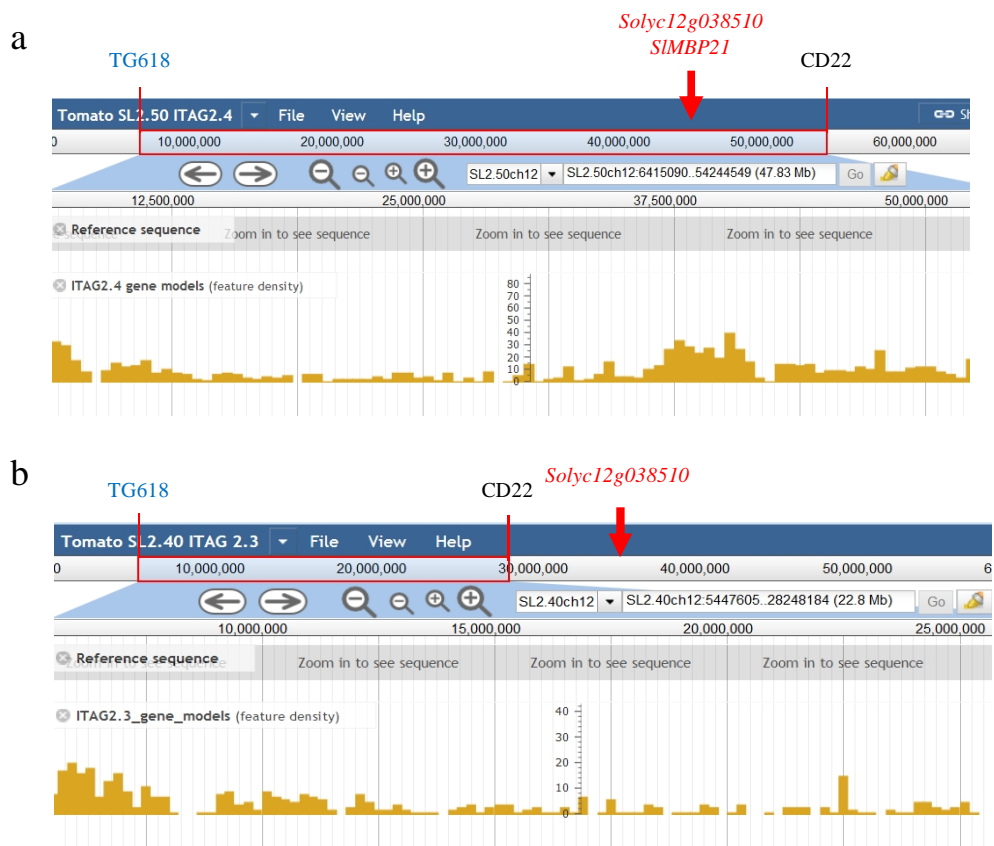 a
Solyc12g038510
SlMBP21
TG618
CD22
Tomato SL2.50 ITAG2.4 File View Help
0 10,000,000 20,000,000 30,000,000 40,000,000 50,000,000 60,000,000
SL2.50ch12 SL2.50ch12:6415090..54244549 (47.83 Mb) Go
12,500,000 25,000,000 37,500,000 50,000,000
Reference sequence Zoom in to see sequence Zoom in to see sequence Zoom in to see sequence
ITAG2.4 gene models (feature density)
80
70
60
50
40
30
20
10
0
b
Solyc12g038510
TG618
CD22
Tomato SL2.40 ITAG 2.3 File View Help
0 10,000,000 20,000,000 30,000,000 40,000,000 50,000,000 6
SL2.40ch12 SL2.40ch12:5447605..28248184 (22.8 Mb) Go
10,000,000 15,000,000 20,000,000 25,000,000
Reference sequence Zoom in to see sequence Zoom in to see sequence Zoom in to see sequence
ITAG2.3_gene_models (feature density)
40
30
20
10
0